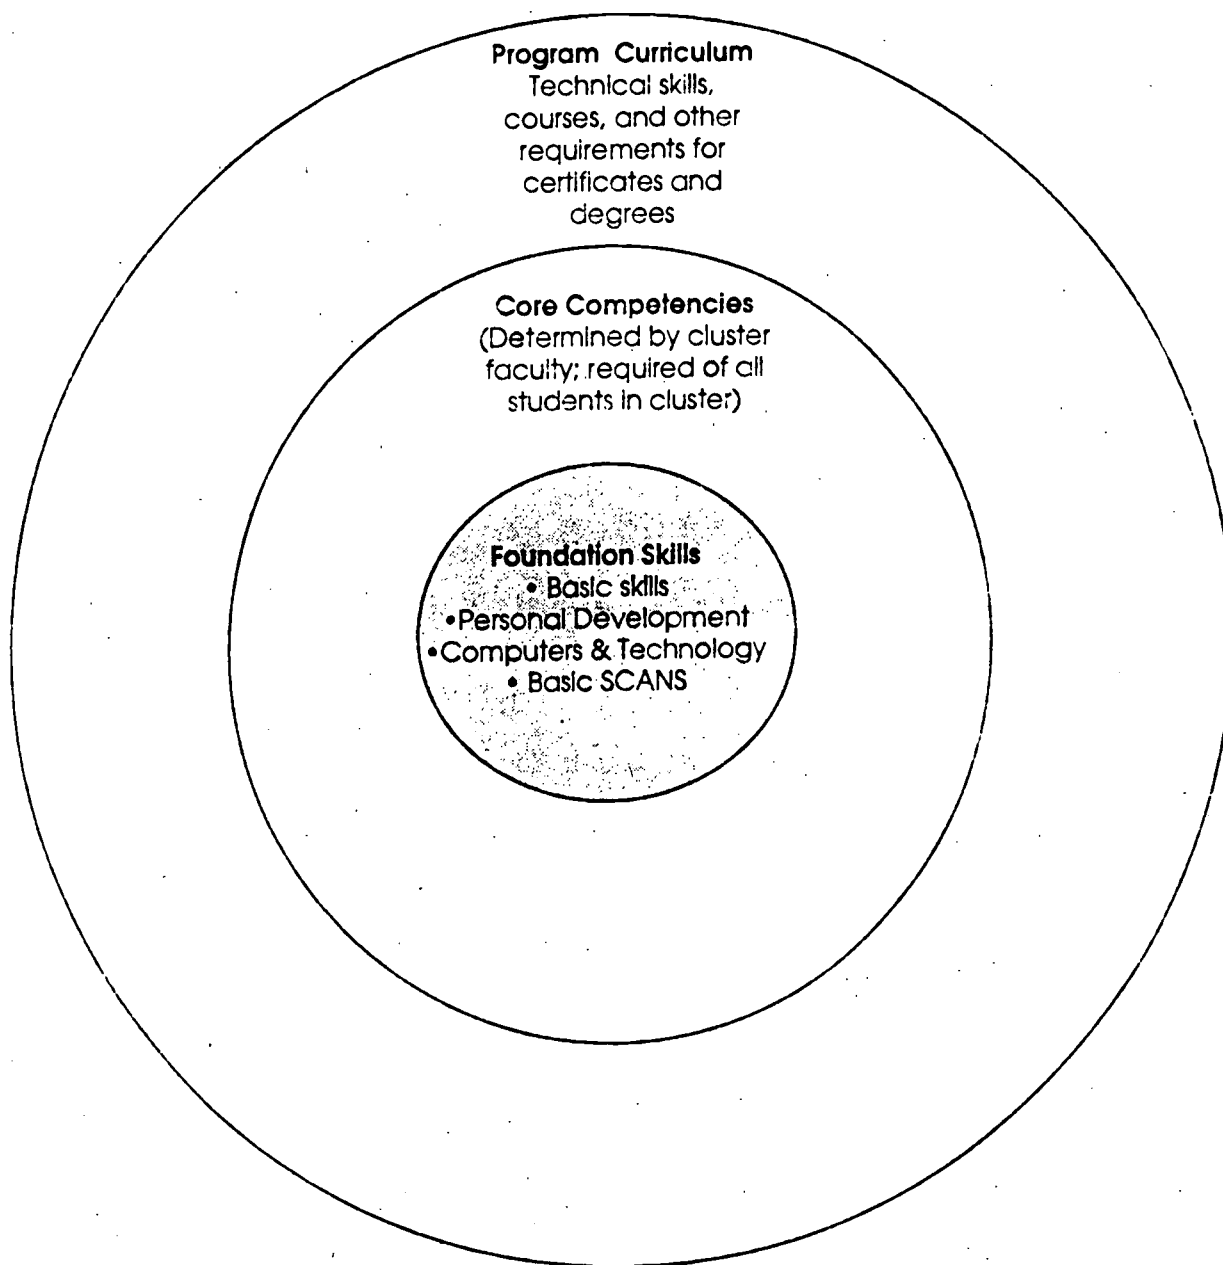 Program Curriculum
Technical skills,
courses, and other
requirements for
certificates and
degrees
Core Competencies
(Determined by cluster
faculty; required of all
students in cluster)
Foundation Skills
• Basic skills
•Personal Development
•Computers & Technology
• Basic SCANS